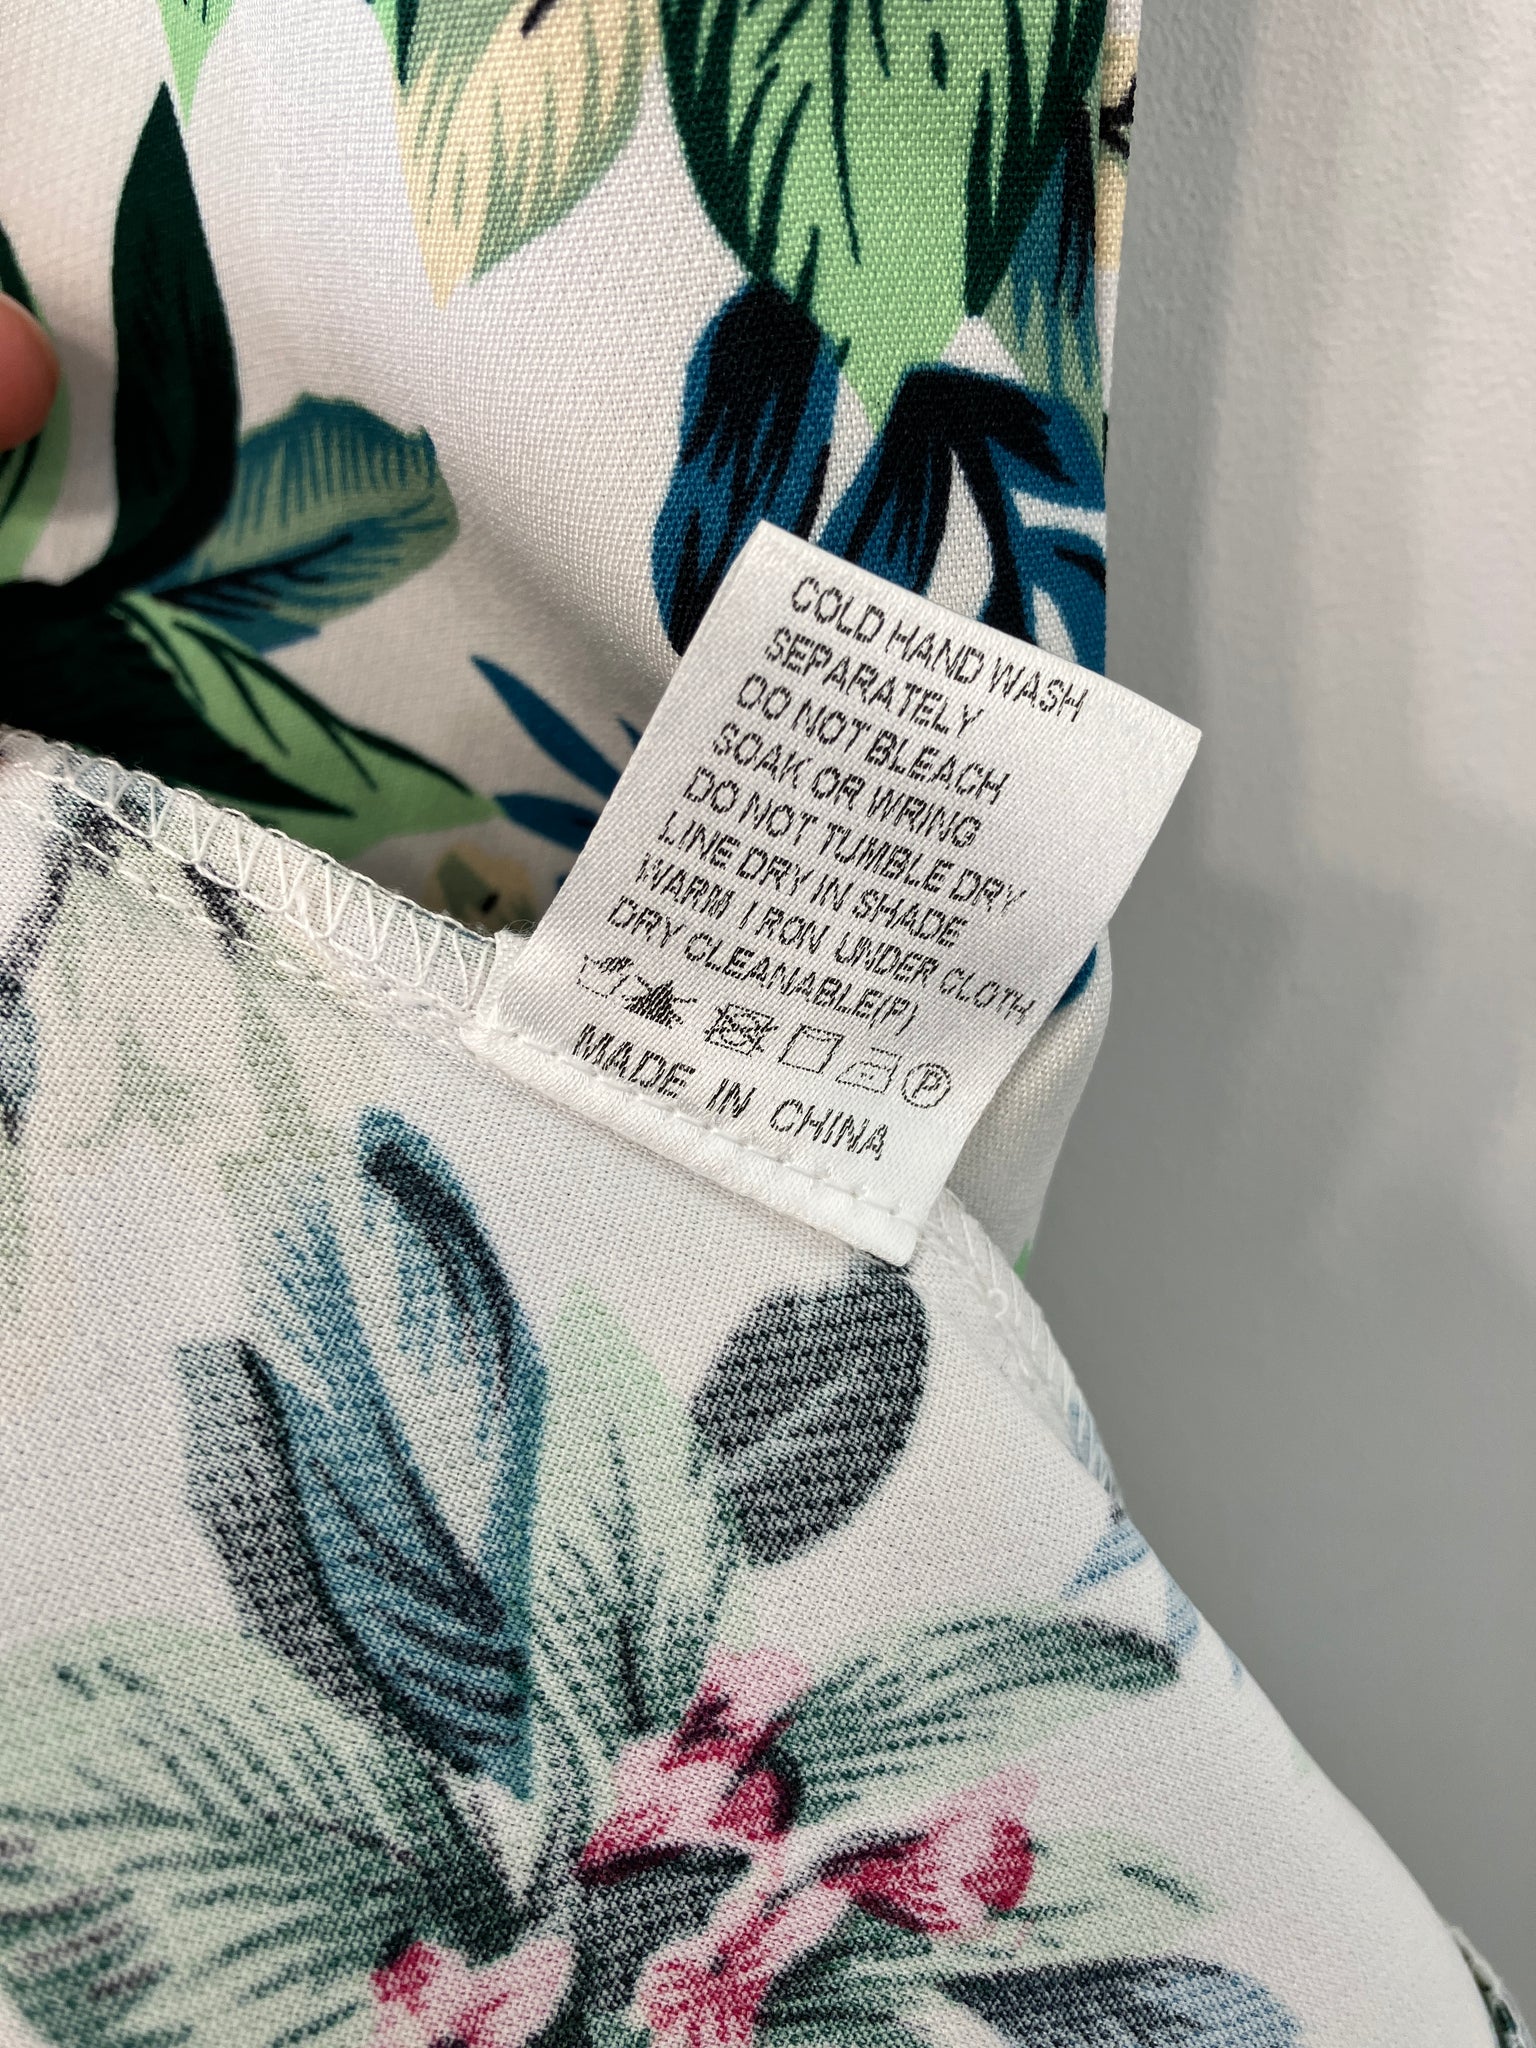 COLD HAND WASH
SEPARATELY
DO NOT BLEACH
SOAK OR WRING
DO NOT TUMBLE DRY
LINE DRY IN SHADE
WARM IRON UNDER CLOTH
DRY CLEANABLE(P)
P
MADE IN CHINA